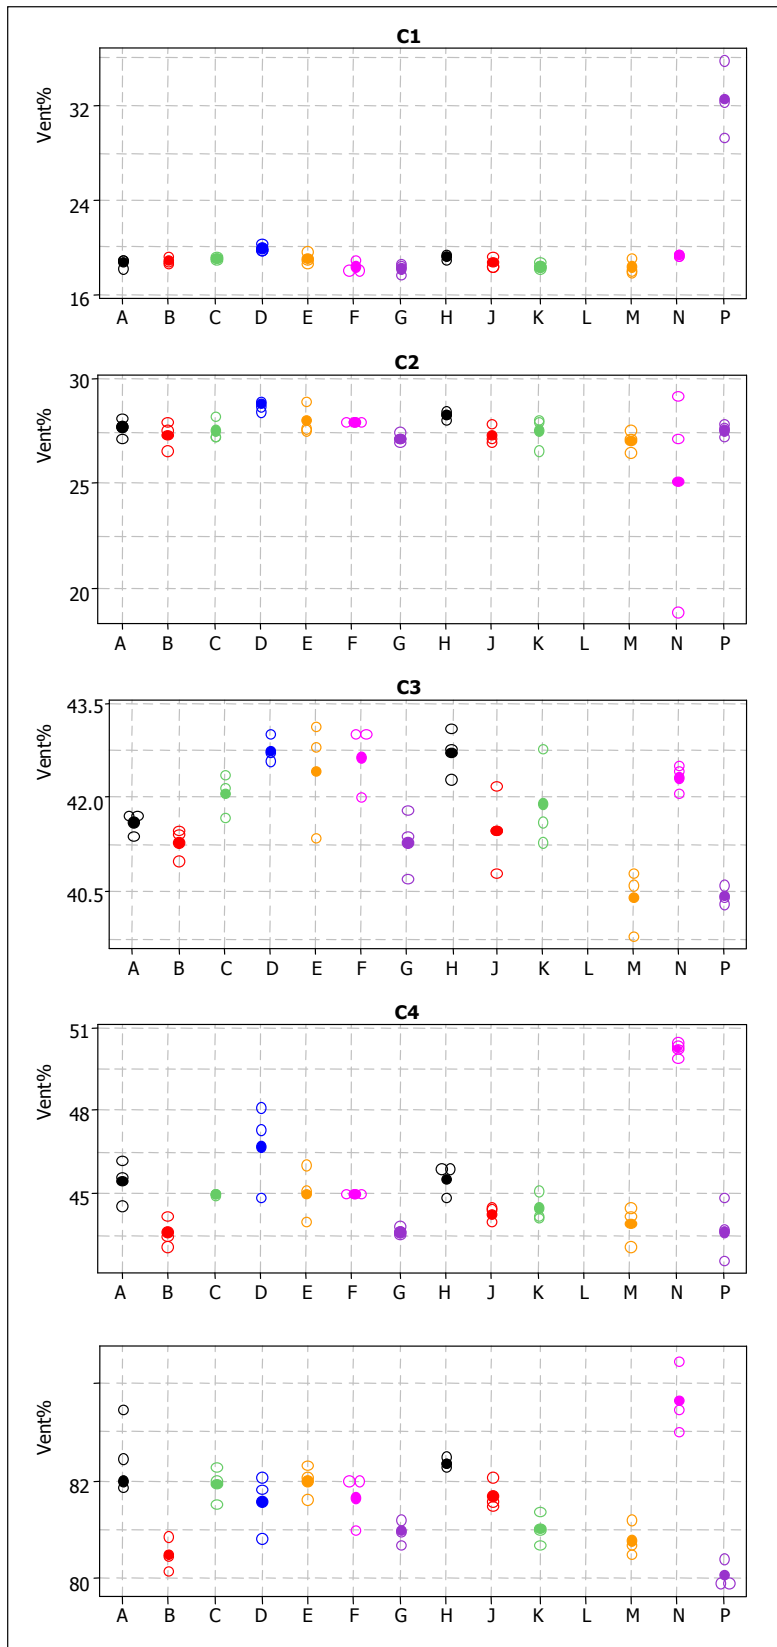 C1
Vent%
32
24
16
A B C D E F G H J K L M N P
C2
Vent%
30
25
20
A B C D E F G H J K L M N P
C3
Vent%
43.5
42.0
40.5
A B C D E F G H J K L M N P
C4
Vent%
51
48
45
A B C D E F G H J K L M N P
Vent%
82
80
A B C D E F G H J K L M N P